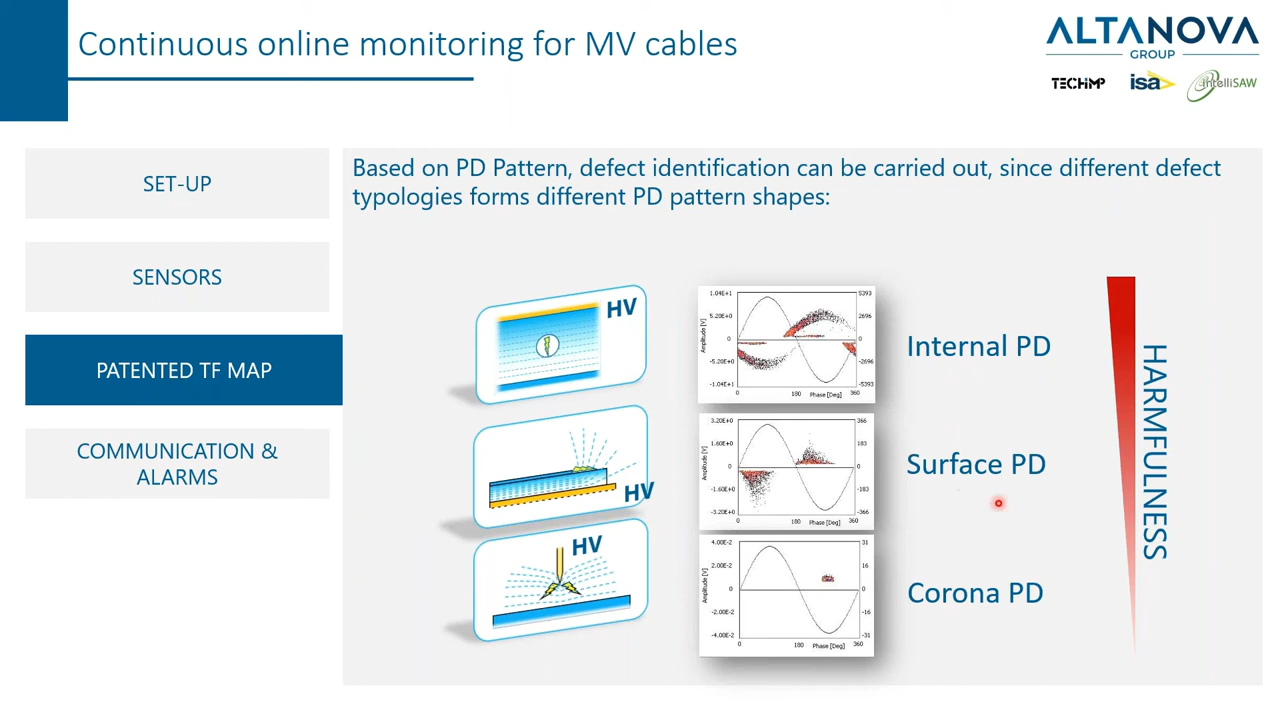 Continuous online monitoring for MV cables
ALTANOVA
GROUP
TECHIMP
isa
intelliSAW
SET-UP
SENSORS
PATENTED TF MAP
COMMUNICATION &
ALARMS
Based on PD Pattern, defect identification can be carried out, since different defect
typologies forms different PD pattern shapes:
HV
1.04E+1
5.20E+0
0
-5.20E+0
-1.04E+1
Amplitude [V]
5393
2696
0
-2696
-5393
0
180
Phase [Deg]
360
Internal PD
HV
3.20E+0
1.60E+0
0
-1.60E+0
-3.20E+0
Amplitude [V]
366
183
0
-183
-366
0
180
Phase [Deg]
360
Surface PD
HV
4.00E-2
2.00E-2
0
-2.00E-2
-4.00E-2
Amplitude [V]
31
16
0
-16
-31
0
180
Phase [Deg]
360
Corona PD
HARMFULNESS